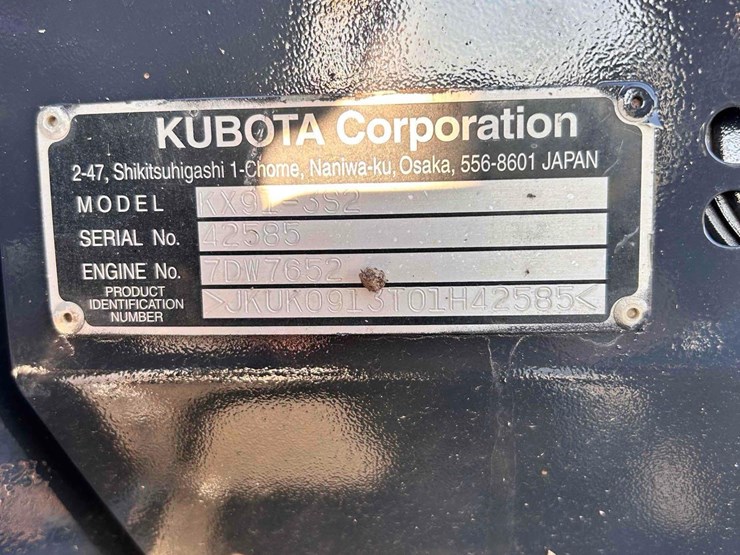 KUBOTA Corporation
2-47, Shikitsuhigashi 1-Chome, Naniwa-ku, Osaka, 556-8601 JAPAN
MODEL KX91-3S2
SERIAL No. 42585
ENGINE No. 7DW7652
PRODUCT IDENTIFICATION NUMBER >JKUK0913T01H42585<